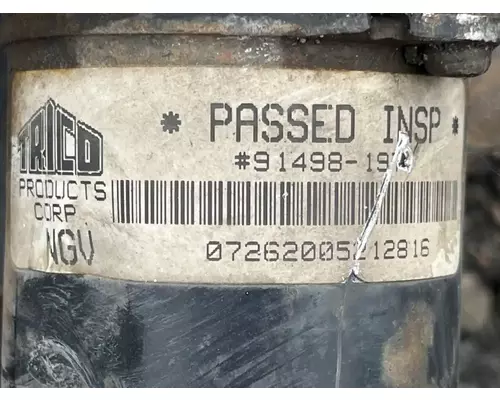 TRICO
PRODUCTS
CORP
NGV
* PASSED INSP *
#91498-19
07262005212816